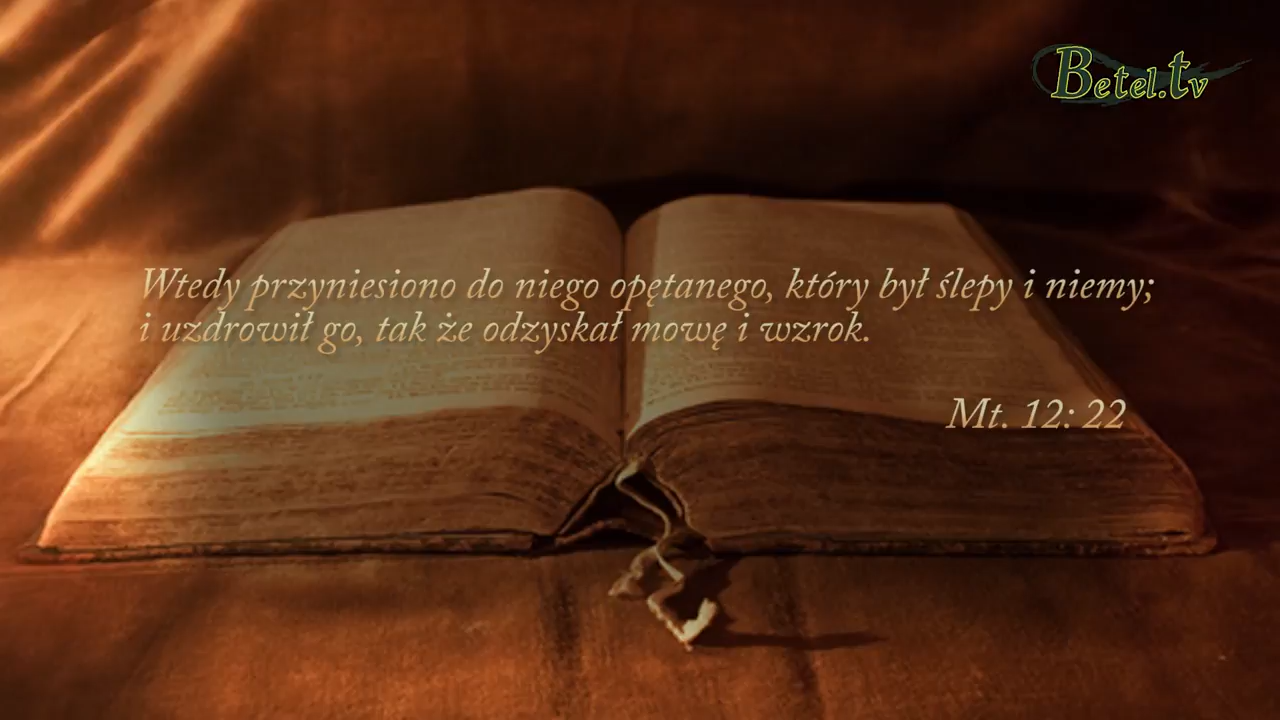 Betel.tv
Wtedy przyniesiono do niego opętanego, który był ślepy i niemy;
i uzdrowił go, tak że odzyskał mowę i wzrok.
Mt. 12: 22